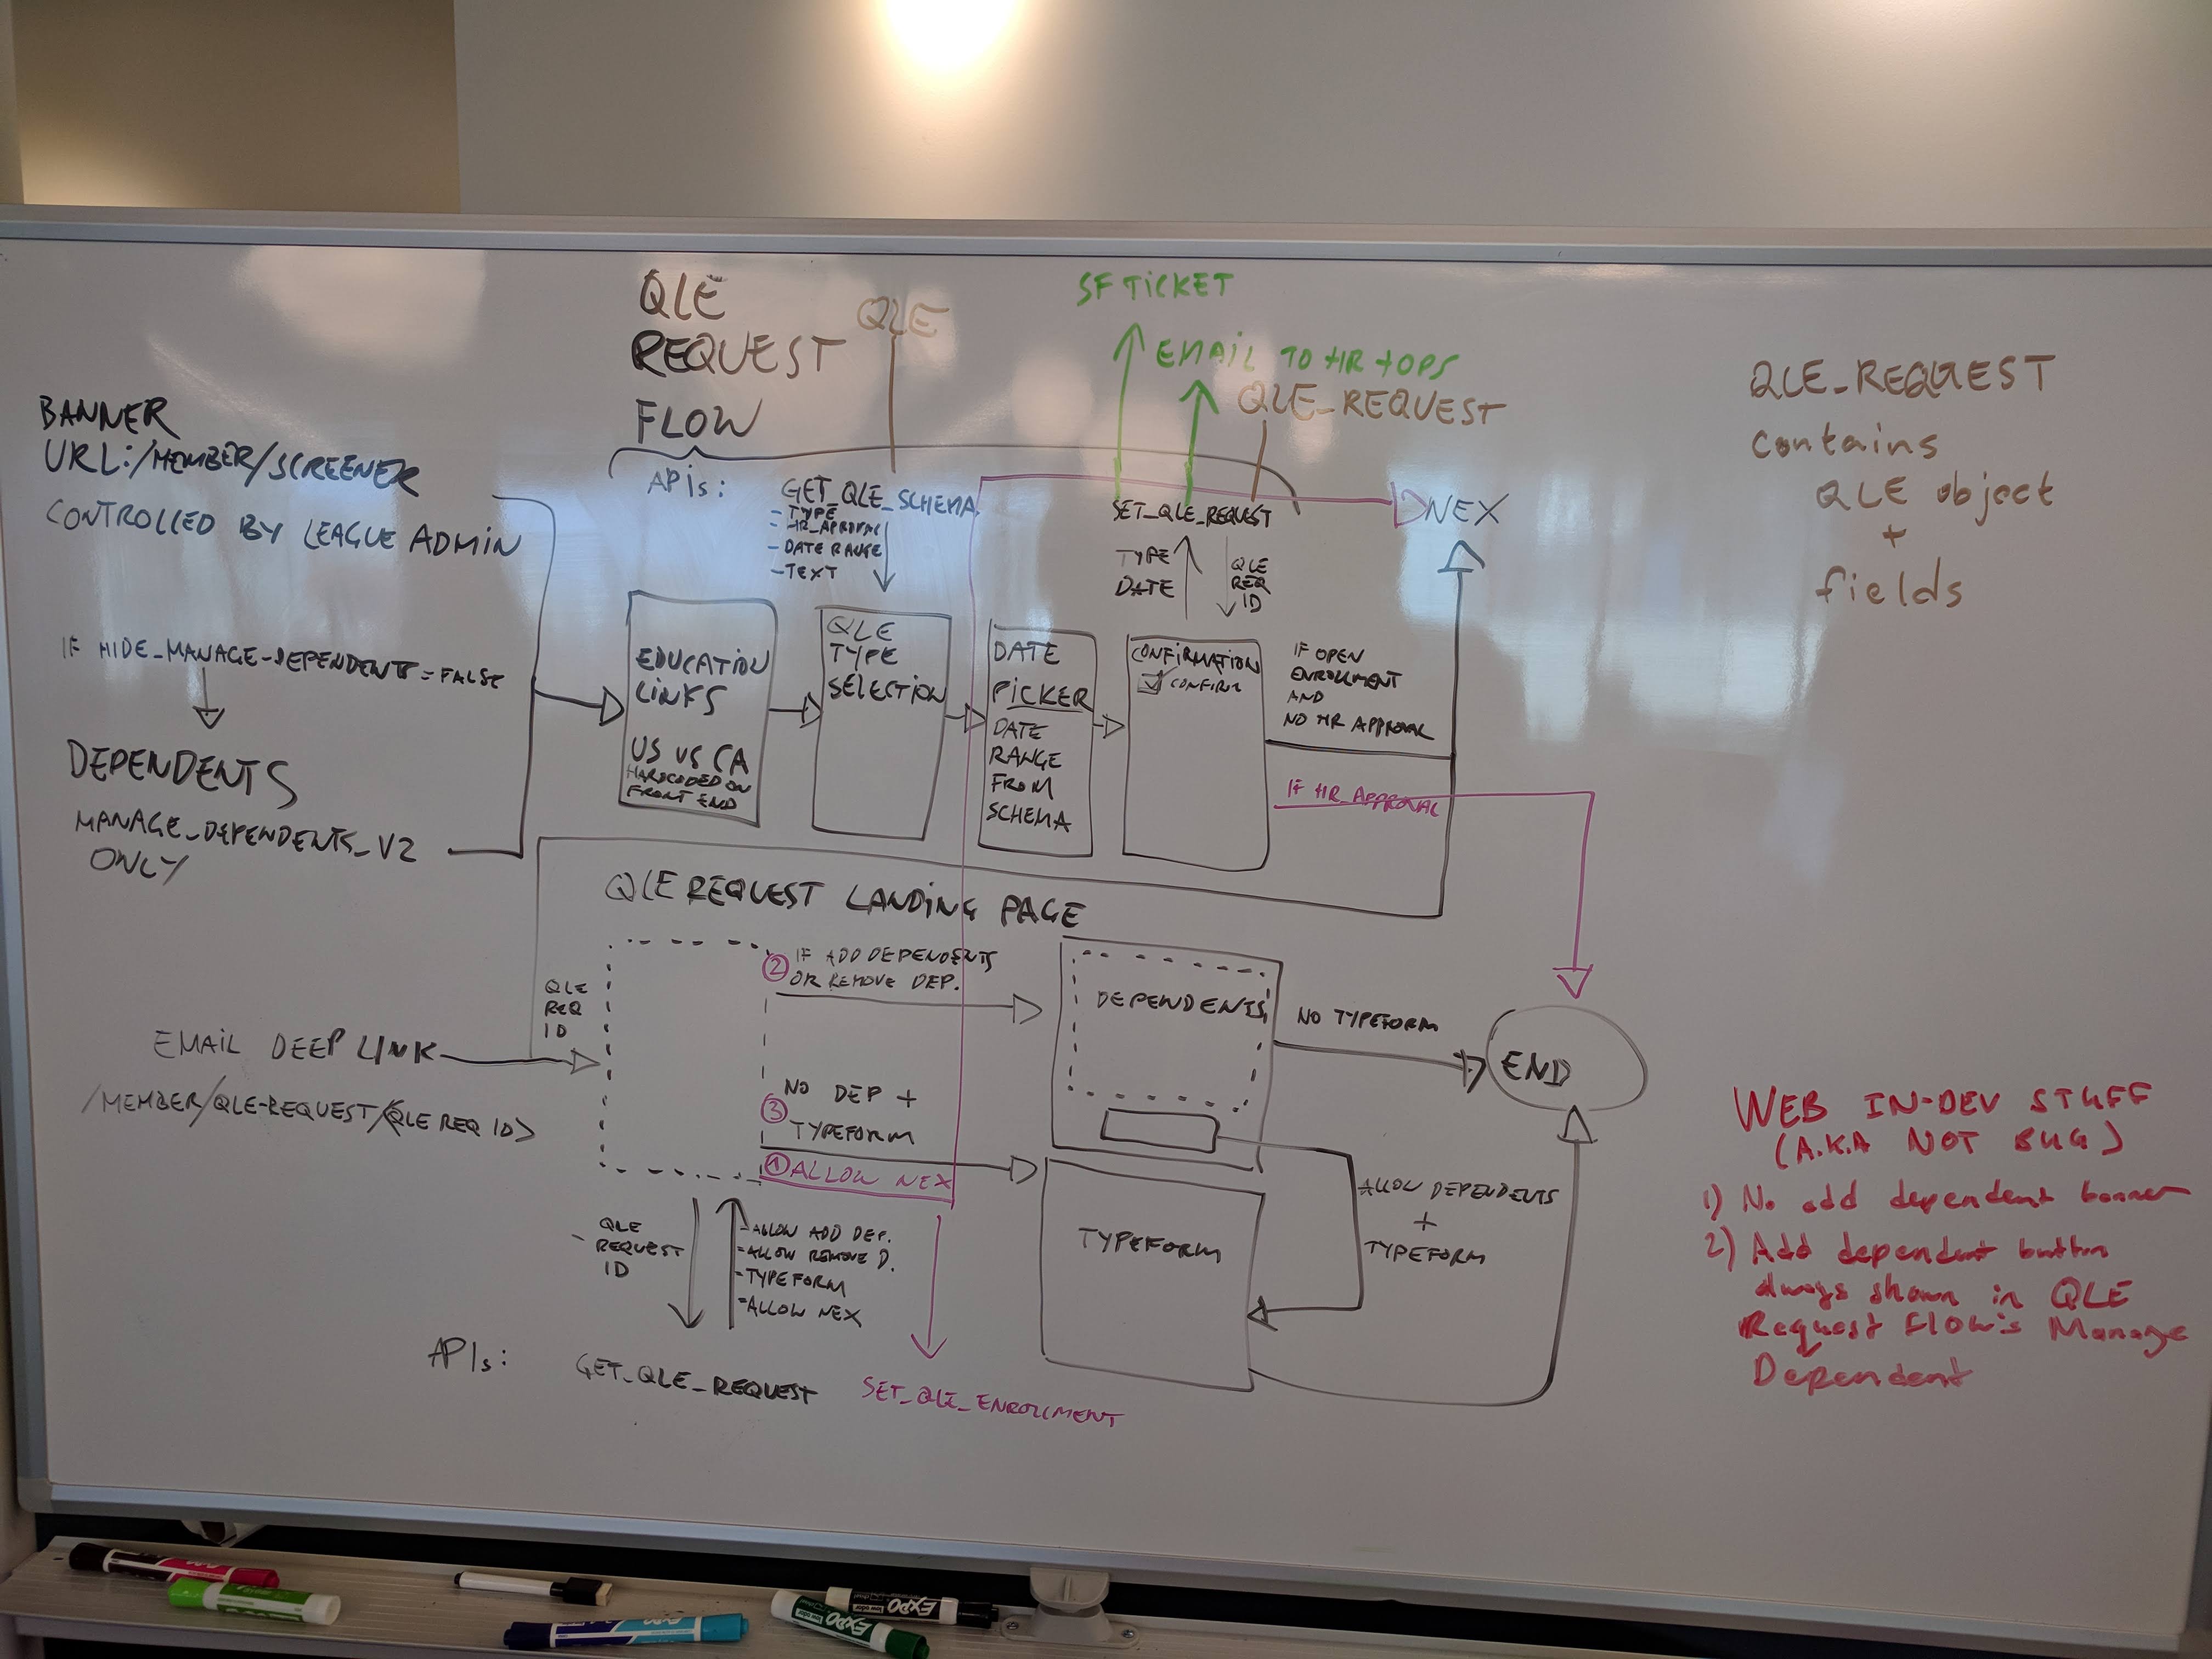 QLE
REQUEST
FLOW
QLE
SF TICKET
EMAIL TO HR + OPS
QLE_REQUEST
BANNER
URL:/MEMBER/SCREENER
CONTROLLED BY LEAGUE ADMIN
IF HIDE_MANAGE-DEPENDENTS = FALSE
DEPENDENTS
MANAGE_DEPENDENTS_V2
ONLY
APIs:
GET_QLE_SCHEMA
- TYPE
- HR_APROVAL
- DATE RANGE
- TEXT
SET_QLE_REQUEST
TYPE
DATE
QLE
REQ
ID
NEX
EDUCATION
LINKS
US VS CA
HARDCODED ON
FRONT END
QLE
TYPE
SELECTION
DATE
PICKER
DATE
RANGE
FROM
SCHEMA
CONFIRMATION
CONFIRM
IF OPEN
ENROLLMENT
AND
NO HR APPROVAL
IF HR_APPROVAL
QLE REQUEST LANDING PAGE
QLE
REQ
ID
EMAIL DEEP LINK
/MEMBER/QLE-REQUEST/<QLE REQ ID>
② IF ADD DEPENDENTS
OR REMOVE DEP.
NO DEP +
③ TYPEFORM
① ALLOW NEX
DEPENDENTS
NO TYPEFORM
END
TYPEFORM
ALLOW DEPENDENTS
+
TYPEFORM
- QLE
REQUEST
ID
- ALLOW ADD DEP.
- ALLOW REMOVE D.
- TYPEFORM
- ALLOW NEX
APIs:
GET_QLE_REQUEST
SET_QLE_ENROLLMENT
QLE_REQUEST
contains
QLE object
+
fields
WEB IN-DEV STUFF
(A.K.A NOT BUG)
1) No add dependent banner
2) Add dependent button
always shown in QLE
Request Flow's Manage
Dependent
EXPO
low odor
EXPO
low odor